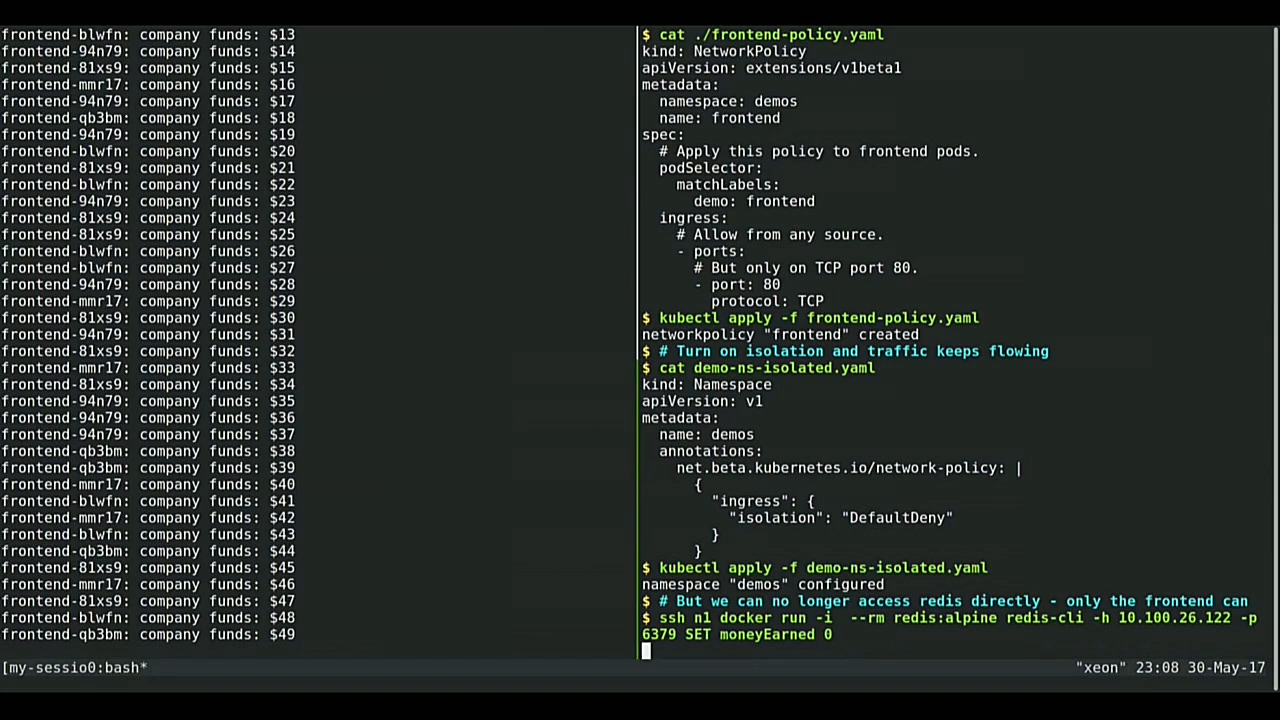 frontend-blwfn: company funds: $13
frontend-94n79: company funds: $14
frontend-81xs9: company funds: $15
frontend-mmr17: company funds: $16
frontend-94n79: company funds: $17
frontend-qb3bm: company funds: $18
frontend-94n79: company funds: $19
frontend-blwfn: company funds: $20
frontend-81xs9: company funds: $21
frontend-blwfn: company funds: $22
frontend-94n79: company funds: $23
frontend-81xs9: company funds: $24
frontend-81xs9: company funds: $25
frontend-blwfn: company funds: $26
frontend-blwfn: company funds: $27
frontend-94n79: company funds: $28
frontend-mmr17: company funds: $29
frontend-81xs9: company funds: $30
frontend-94n79: company funds: $31
frontend-81xs9: company funds: $32
frontend-mmr17: company funds: $33
frontend-81xs9: company funds: $34
frontend-94n79: company funds: $35
frontend-mmr17: company funds: $36
frontend-94n79: company funds: $37
frontend-qb3bm: company funds: $38
frontend-qb3bm: company funds: $39
frontend-mmr17: company funds: $40
frontend-blwfn: company funds: $41
frontend-mmr17: company funds: $42
frontend-blwfn: company funds: $43
frontend-qb3bm: company funds: $44
frontend-81xs9: company funds: $45
frontend-mmr17: company funds: $46
frontend-81xs9: company funds: $47
frontend-blwfn: company funds: $48
frontend-qb3bm: company funds: $49
$ cat ./frontend-policy.yaml
kind: NetworkPolicy
apiVersion: extensions/v1beta1
metadata:
  namespace: demos
  name: frontend
spec:
  # Apply this policy to frontend pods.
  podSelector:
    matchLabels:
      demo: frontend
  ingress:
    # Allow from any source.
    - ports:
      # But only on TCP port 80.
      - port: 80
        protocol: TCP
$ kubectl apply -f frontend-policy.yaml
networkpolicy "frontend" created
$ # Turn on isolation and traffic keeps flowing
$ cat demo-ns-isolated.yaml
kind: Namespace
apiVersion: v1
metadata:
  name: demos
  annotations:
    net.beta.kubernetes.io/network-policy: |
      {
        "ingress": {
          "isolation": "DefaultDeny"
        }
      }
$ kubectl apply -f demo-ns-isolated.yaml
namespace "demos" configured
$ # But we can no longer access redis directly - only the frontend can
$ ssh n1 docker run -i  --rm redis:alpine redis-cli -h 10.100.26.122 -p
6379 SET moneyEarned 0
[my-sessio0:bash*
"xeon" 23:08 30-May-17